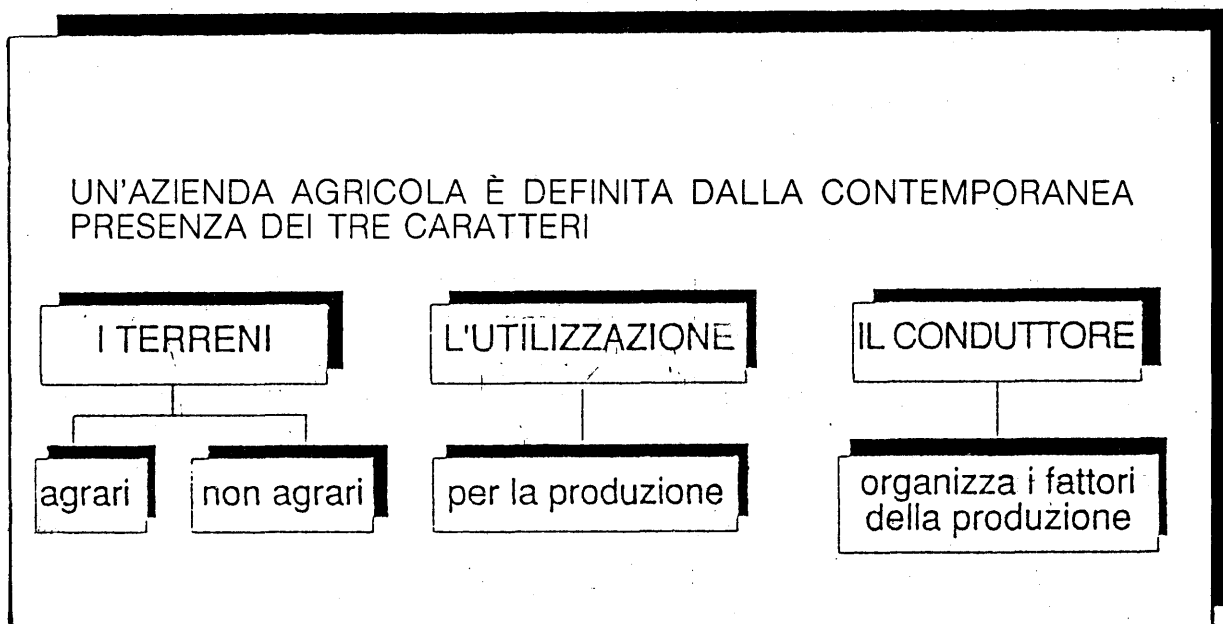 UN'AZIENDA AGRICOLA È DEFINITA DALLA CONTEMPORANEA
PRESENZA DEI TRE CARATTERI
I TERRENI
L'UTILIZZAZIONE
IL CONDUTTORE
agrari
non agrari
per la produzione
organizza i fattori
della produzione